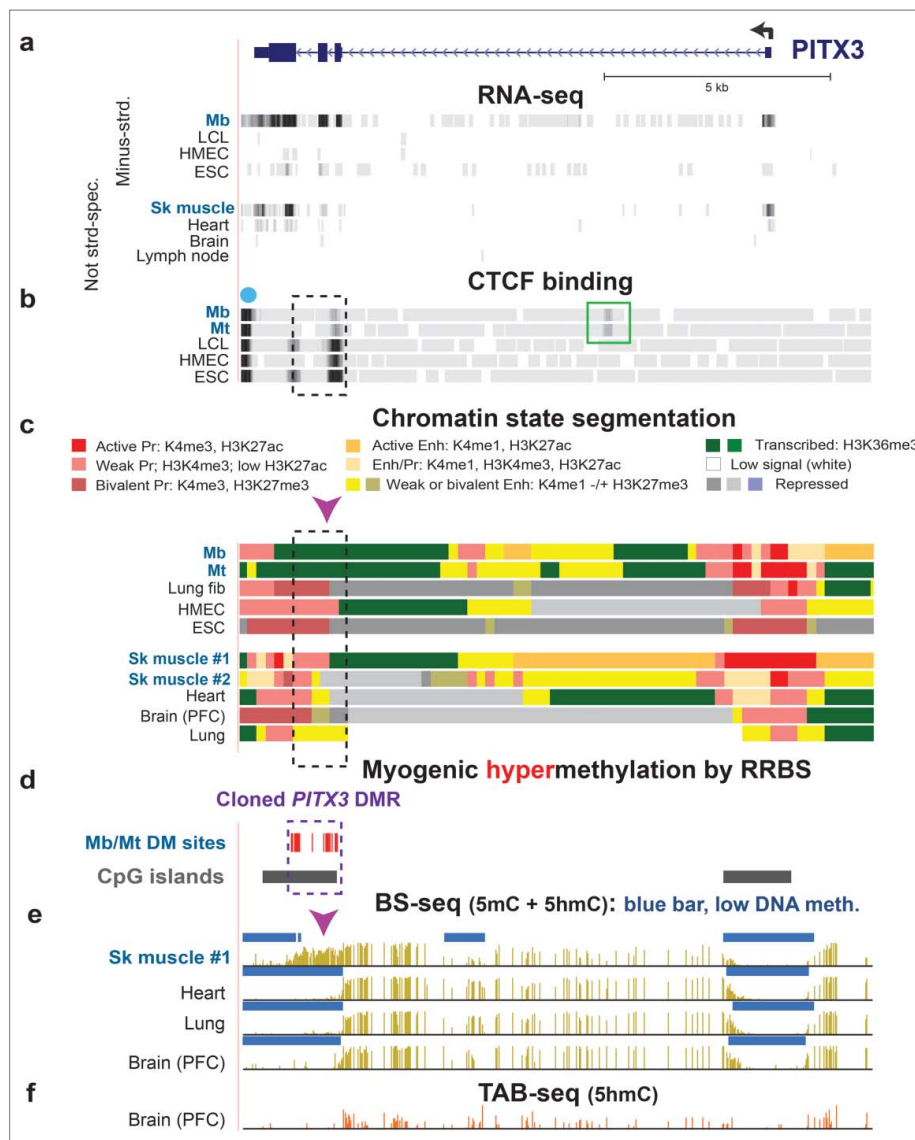 a
PITX3
5 kb
RNA-seq
Minus-strd.
Mb
LCL
HMEC
ESC
Not strd-spec.
Sk muscle
Heart
Brain
Lymph node
b
CTCF binding
Mb
Mt
LCL
HMEC
ESC
c
Chromatin state segmentation
Active Pr: K4me3, H3K27ac
Active Enh: K4me1, H3K27ac
Transcribed: H3K36me3
Weak Pr; H3K4me3; low H3K27ac
Enh/Pr: K4me1, H3K4me3, H3K27ac
Low signal (white)
Bivalent Pr: K4me3, H3K27me3
Weak or bivalent Enh: K4me1 -/+ H3K27me3
Repressed
Mb
Mt
Lung fib
HMEC
ESC
Sk muscle #1
Sk muscle #2
Heart
Brain (PFC)
Lung
d
Myogenic hypermethylation by RRBS
Cloned PITX3 DMR
Mb/Mt DM sites
CpG islands
e
BS-seq (5mC + 5hmC): blue bar, low DNA meth.
Sk muscle #1
Heart
Lung
Brain (PFC)
f
TAB-seq (5hmC)
Brain (PFC)